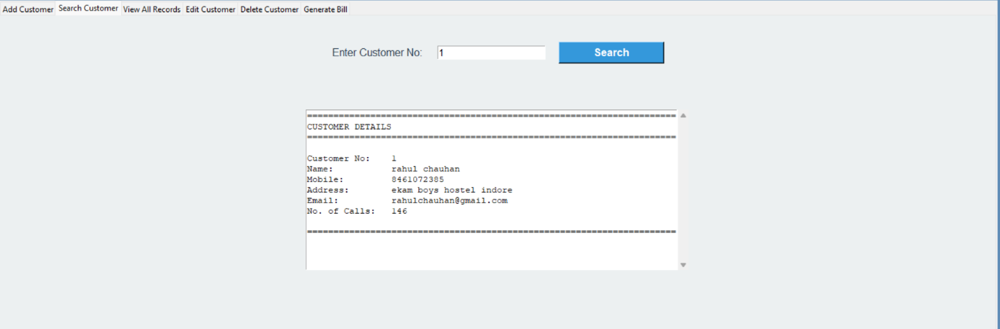 Add Customer Search Customer View All Records Edit Customer Delete Customer Generate Bill
Enter Customer No: 1 Search
======================================================================
CUSTOMER DETAILS
======================================================================
Customer No: 1
Name: rahul chauhan
Mobile: 8461072385
Address: ekam boys hostel indore
Email: rahulchauhan@gmail.com
No. of Calls: 146
======================================================================